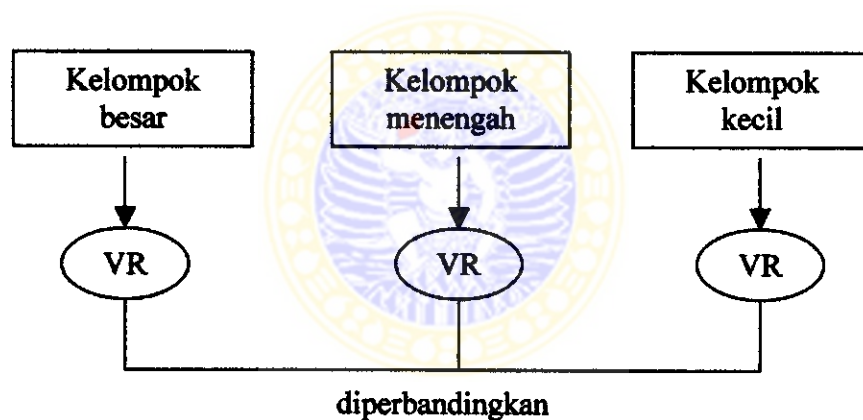 Kelompok
besar
Kelompok
menengah
Kelompok
kecil
VR
VR
VR
diperbandingkan